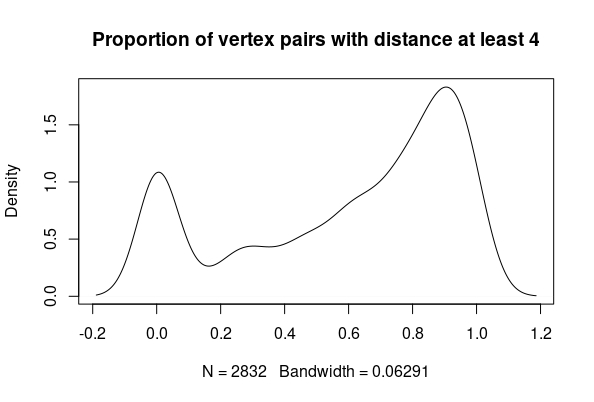 Proportion of vertex pairs with distance at least 4
Density
1.5
1.0
0.5
0.0
-0.2 0.0 0.2 0.4 0.6 0.8 1.0 1.2
N = 2832 Bandwidth = 0.06291